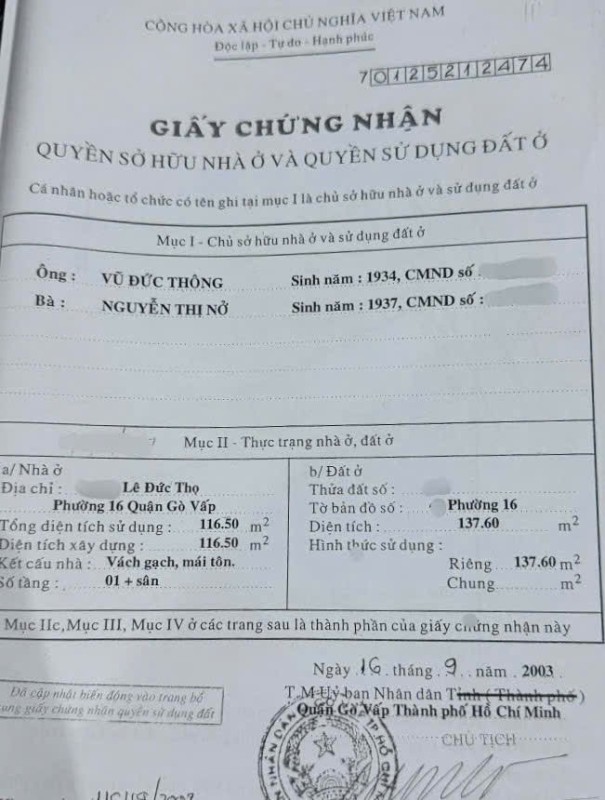 CỘNG HÒA XÃ HỘI CHỦ NGHĨA VIỆT NAM
Độc lập - Tự do - Hạnh phúc
70125212474
GIẤY CHỨNG NHẬN
QUYỀN SỞ HỮU NHÀ Ở VÀ QUYỀN SỬ DỤNG ĐẤT Ở
Cá nhân hoặc tổ chức có tên ghi tại mục I là chủ sở hữu nhà ở và sử dụng đất ở
Mục I - Chủ sở hữu nhà ở và sử dụng đất ở
Ông : VŨ ĐỨC THÔNG Sinh năm : 1934, CMND số
Bà : NGUYỄN THỊ NỞ Sinh năm : 1937, CMND số :
Mục II - Thực trạng nhà ở, đất ở
a/ Nhà ở
Địa chỉ : Lê Đức Thọ
Phường 16 Quận Gò Vấp
Tổng diện tích sử dụng : 116.50 m²
Diện tích xây dựng : 116.50 m²
Kết cấu nhà : Vách gạch, mái tôn.
Số tầng : 01 + sân
b/ Đất ở
Thửa đất số :
Tờ bản đồ số : Phường 16
Diện tích : 137.60 m²
Hình thức sử dụng :
Riêng 137.60 m²
Chung m²
Mục IIc, Mục III, Mục IV ở các trang sau là thành phần của giấy chứng nhận này
Ngày 16 tháng 9 năm 2003
T.M Uỷ ban Nhân dân Tỉnh ( Thành phố )
Quận Gò Vấp Thành phố Hồ Chí Minh
CHỦ TỊCH
Đã cập nhật biến động vào trang bổ
sung giấy chứng nhận quyền sử dụng đất